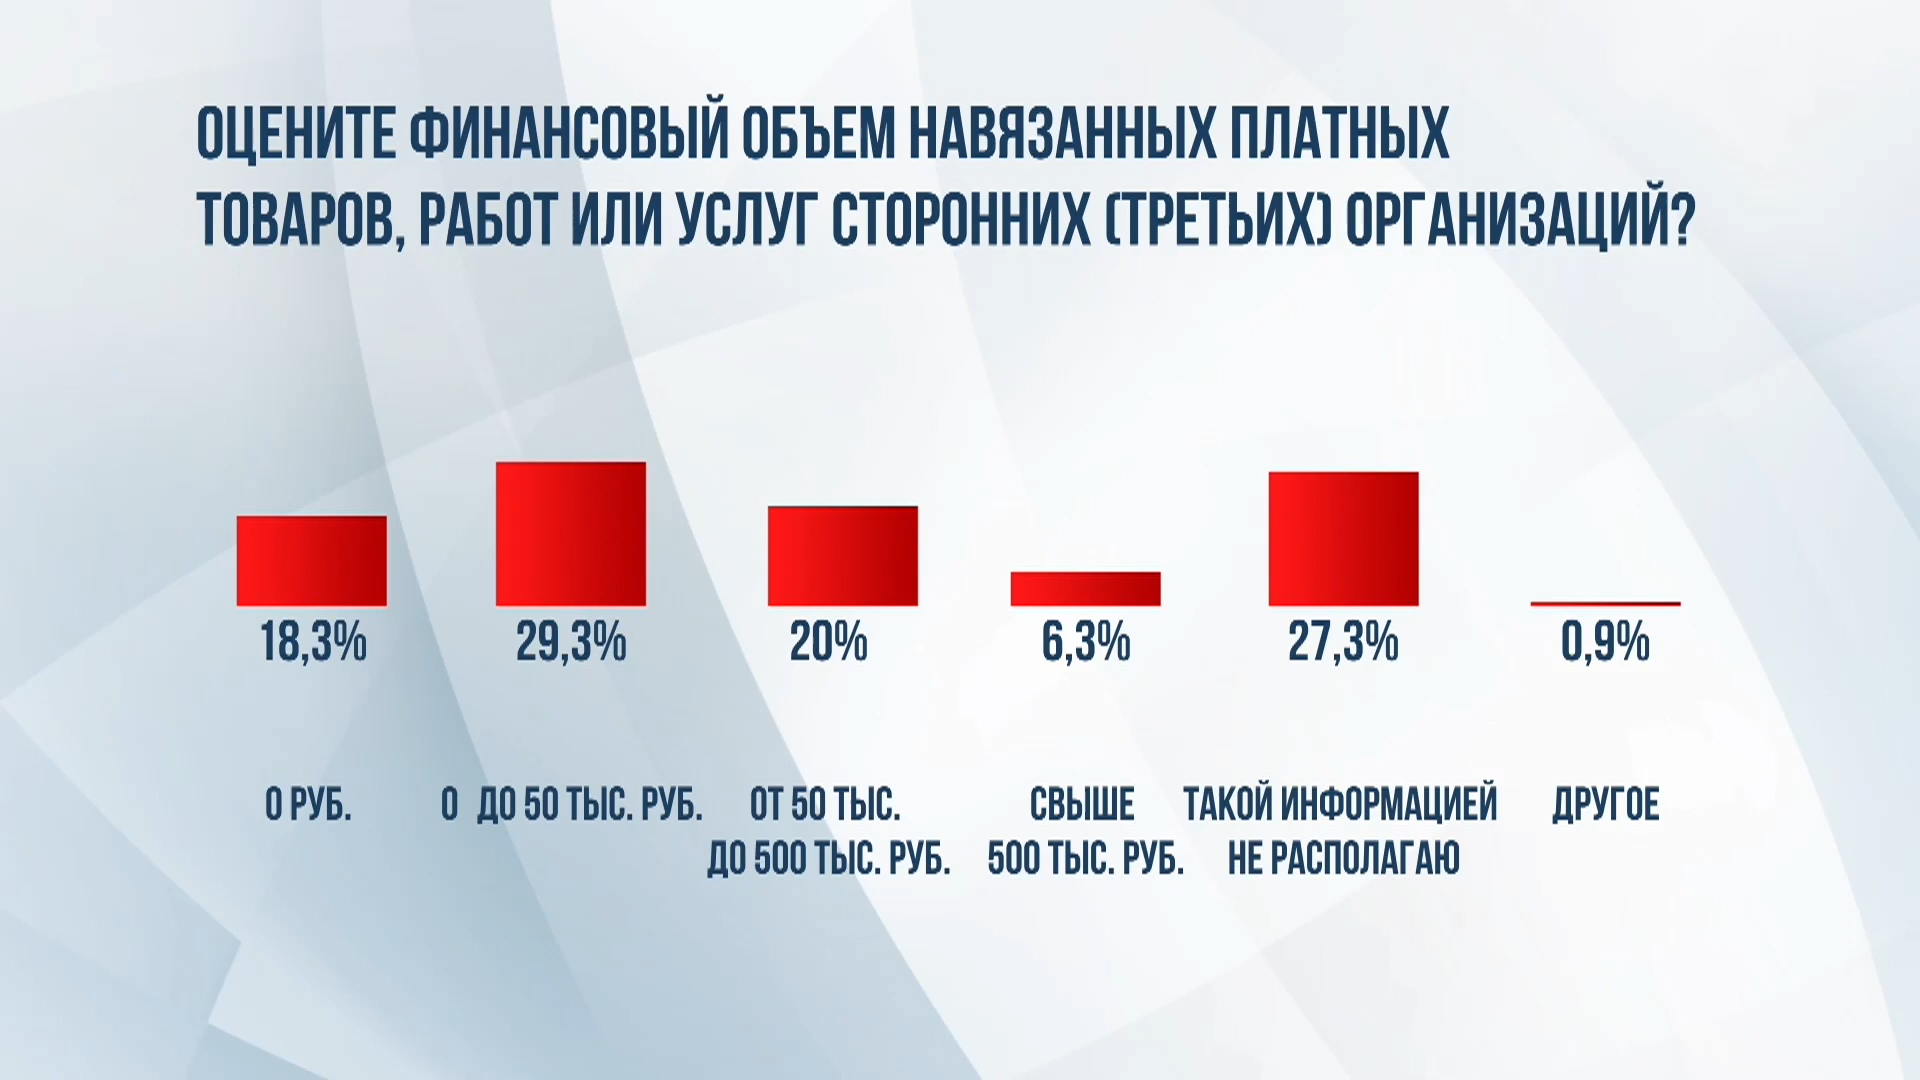 ОЦЕНИТЕ ФИНАНСОВЫЙ ОБЪЕМ НАВЯЗАННЫХ ПЛАТНЫХ
ТОВАРОВ, РАБОТ ИЛИ УСЛУГ СТОРОННИХ (ТРЕТЬИХ) ОРГАНИЗАЦИЙ?
18,3% 29,3% 20% 6,3% 27,3% 0,9%
0 РУБ. 0 ДО 50 ТЫС. РУБ. ОТ 50 ТЫС. СВЫШЕ ТАКОЙ ИНФОРМАЦИЕЙ ДРУГОЕ
ДО 500 ТЫС. РУБ. 500 ТЫС. РУБ. НЕ РАСПОЛАГАЮ